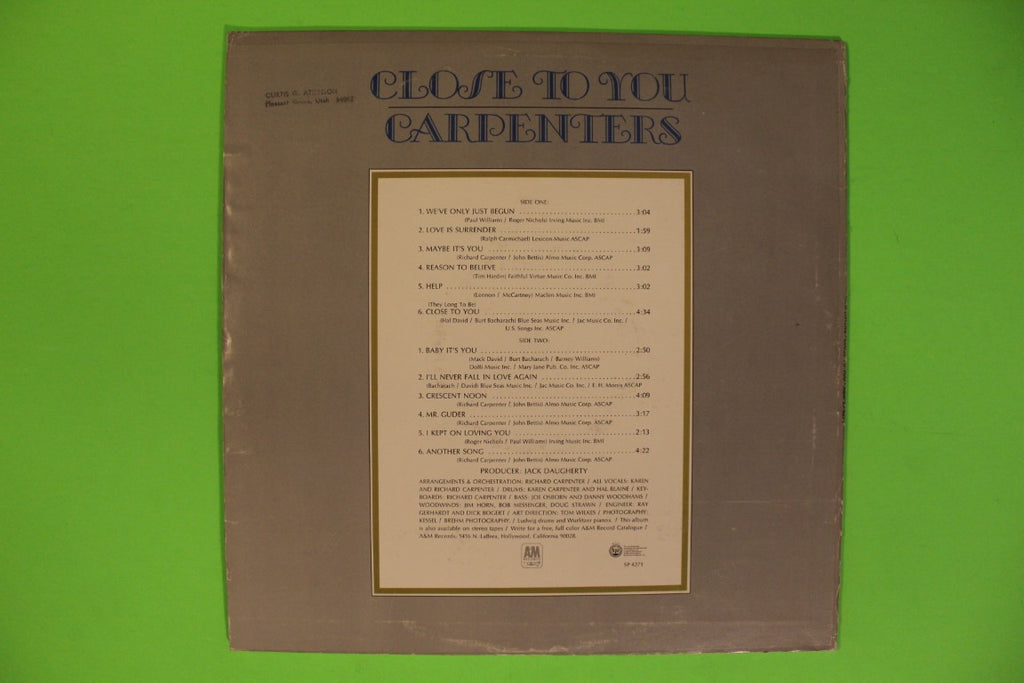 CLOSE TO YOU
CARPENTERS
Utah
SIDE ONE:
1. WE'VE ONLY JUST BEGUN 3:04
(Paul Williams / Roger Nichols) Irving Music Inc. BMI
2. LOVE IS SURRENDER 1:59
(Ralph Carmichael) Lexicon Music ASCAP
3. MAYBE IT'S YOU 3:09
(Richard Carpenter / John Bettis) Almo Music Corp. ASCAP
4. REASON TO BELIEVE 3:02
(Tim Hardin) Faithful Virtue Music Co. Inc. BMI
5. HELP 3:02
(Lennon / McCartney) Maclen Music Inc. BMI
(They Long To Be)
6. CLOSE TO YOU 4:34
(Hal David / Burt Bacharach) Blue Seas Music Inc. / Jac Music Co. Inc. /
U.S. Songs Inc. ASCAP
SIDE TWO:
1. BABY IT'S YOU 2:50
(Mack David / Burt Bacharach / Barney Williams)
Dolfi Music Inc. / Mary Jane Pub. Co. Inc. ASCAP
2. I'LL NEVER FALL IN LOVE AGAIN 2:56
(Bacharach / David) Blue Seas Music Inc. / Jac Music Co. Inc. / E. H. Morris ASCAP
3. CRESCENT NOON 4:09
(Richard Carpenter / John Bettis) Almo Music Corp. ASCAP
4. MR. GUDER 3:17
(Richard Carpenter / John Bettis) Almo Music Corp. ASCAP
5. I KEPT ON LOVING YOU 2:13
(Roger Nichols / Paul Williams) Irving Music Inc. BMI
6. ANOTHER SONG 4:22
(Richard Carpenter / John Bettis) Almo Music Corp. ASCAP
PRODUCER: JACK DAUGHERTY
ARRANGEMENTS & ORCHESTRATION: RICHARD CARPENTER / ALL VOCALS: KAREN
AND RICHARD CARPENTER / DRUMS: KAREN CARPENTER AND HAL BLAINE / KEY-
BOARDS: RICHARD CARPENTER / BASS: JOE OSBORN AND DANNY WOODHAMS /
WOODWINDS: JIM HORN, BOB MESSENGER, DOUG STRAWN / ENGINEER: RAY
GERHARDT AND DICK BOGERT / ART DIRECTION: TOM WILKES / PHOTOGRAPHY:
KESSEL / BREHM PHOTOGRAPHY. / Ludwig drums and Wurlitzer pianos. / This album
is also available on stereo tapes / Write for a free, full color A&M Record Catalogue /
A&M Records, 1416 N. LaBrea, Hollywood, California 90028.
A&M
RECORDS
SP 4271